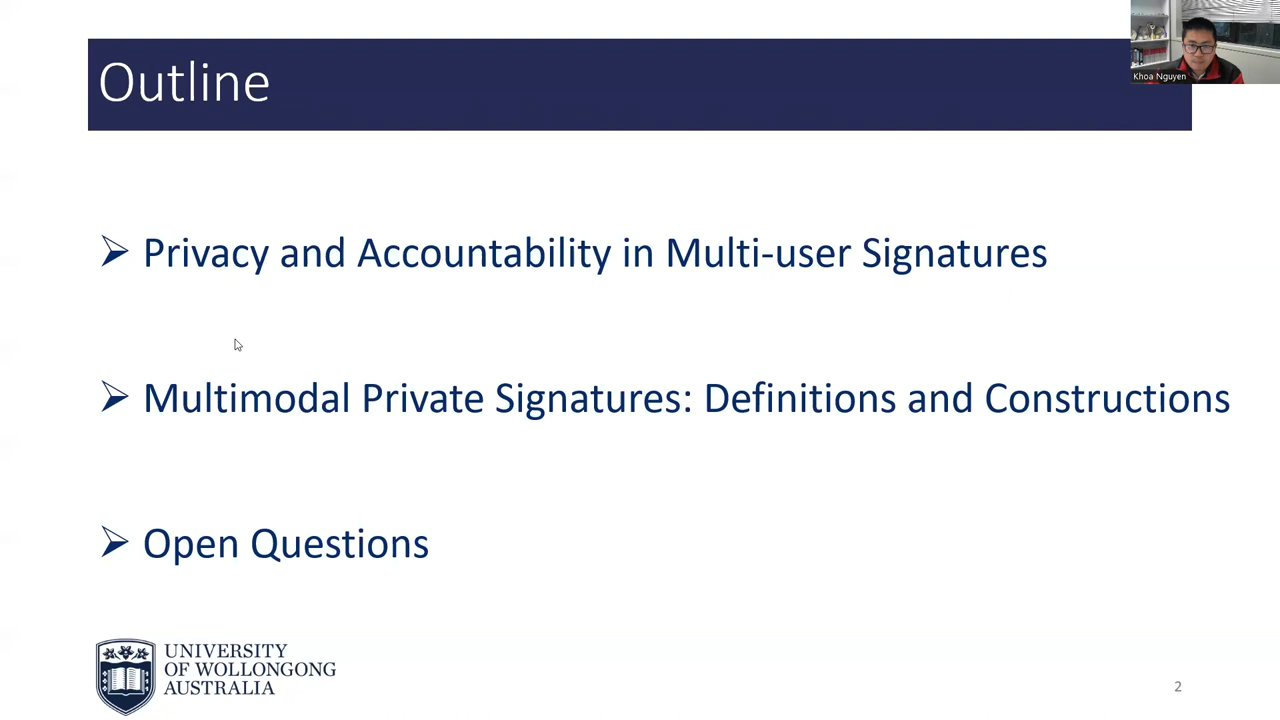 Outline
Khoa Nguyen
➢ Privacy and Accountability in Multi-user Signatures
➢ Multimodal Private Signatures: Definitions and Constructions
➢ Open Questions
UNIVERSITY
OF WOLLONGONG
AUSTRALIA
2